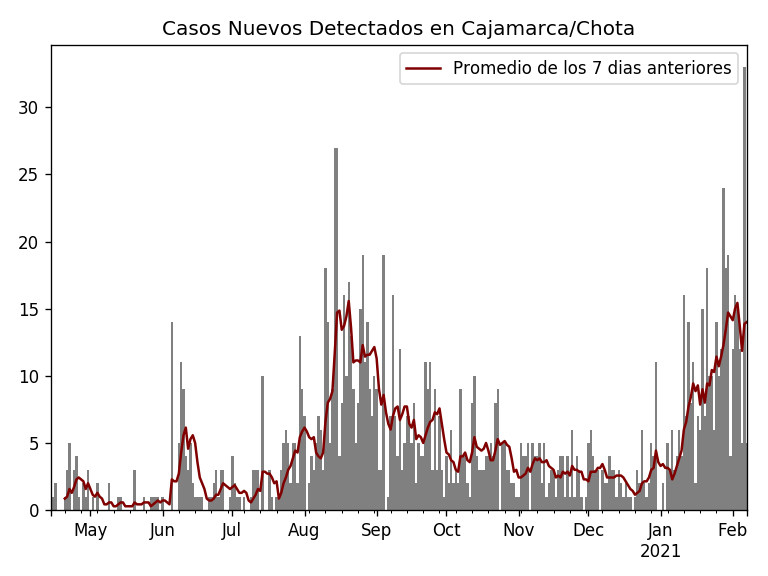 Casos Nuevos Detectados en Cajamarca/Chota
Promedio de los 7 dias anteriores
30
25
20
15
10
5
0
May Jun Jul Aug Sep Oct Nov Dec Jan Feb
2021